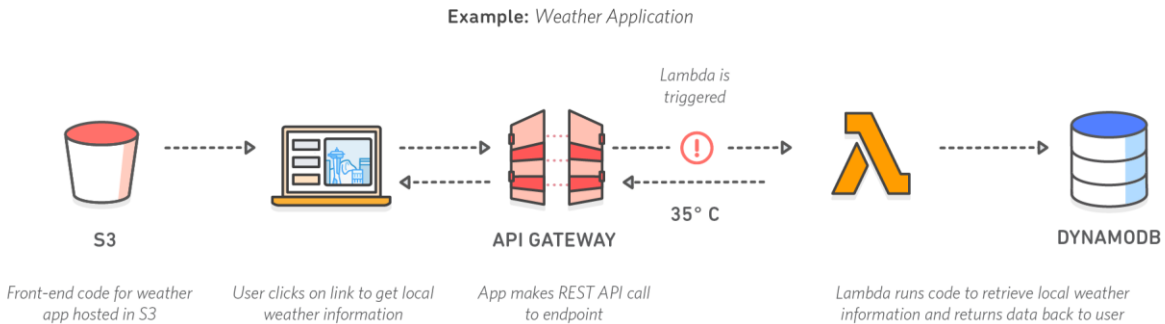 Example: Weather Application
Lambda is
triggered
35° C
S3
API GATEWAY
DYNAMODB
Front-end code for weather
app hosted in S3
User clicks on link to get local
weather information
App makes REST API call
to endpoint
Lambda runs code to retrieve local weather
information and returns data back to user